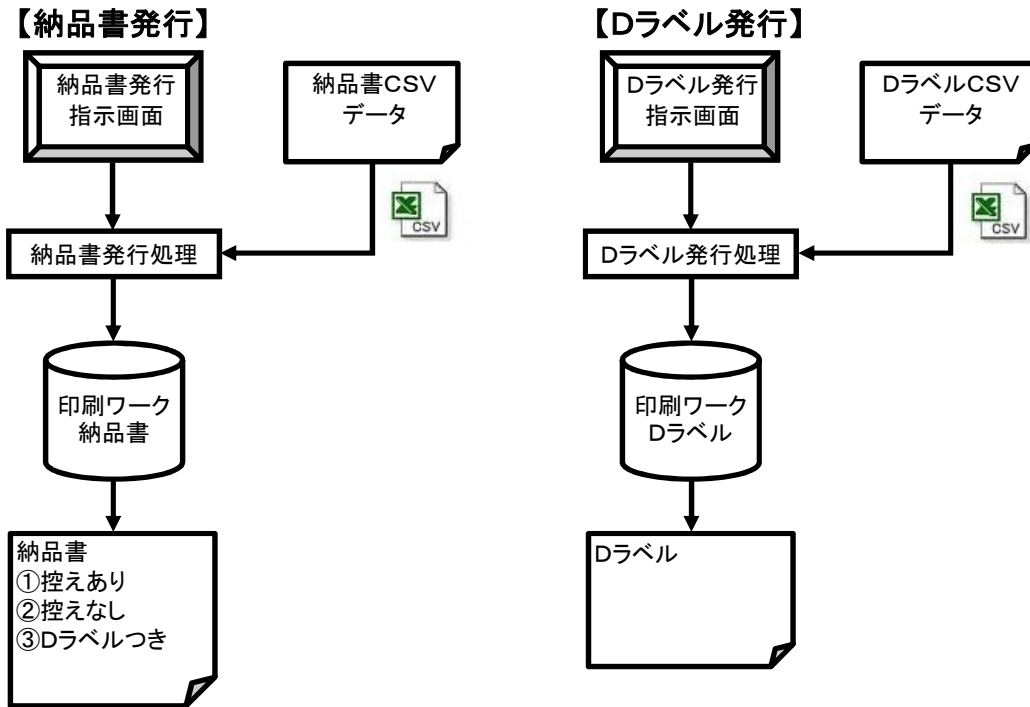 【納品書発行】
納品書発行
指示画面
納品書CSV
データ
CSV
納品書発行処理
印刷ワーク
納品書
納品書
①控えあり
②控えなし
③Dラベルつき
【Dラベル発行】
Dラベル発行
指示画面
DラベルCSV
データ
CSV
Dラベル発行処理
印刷ワーク
Dラベル
Dラベル